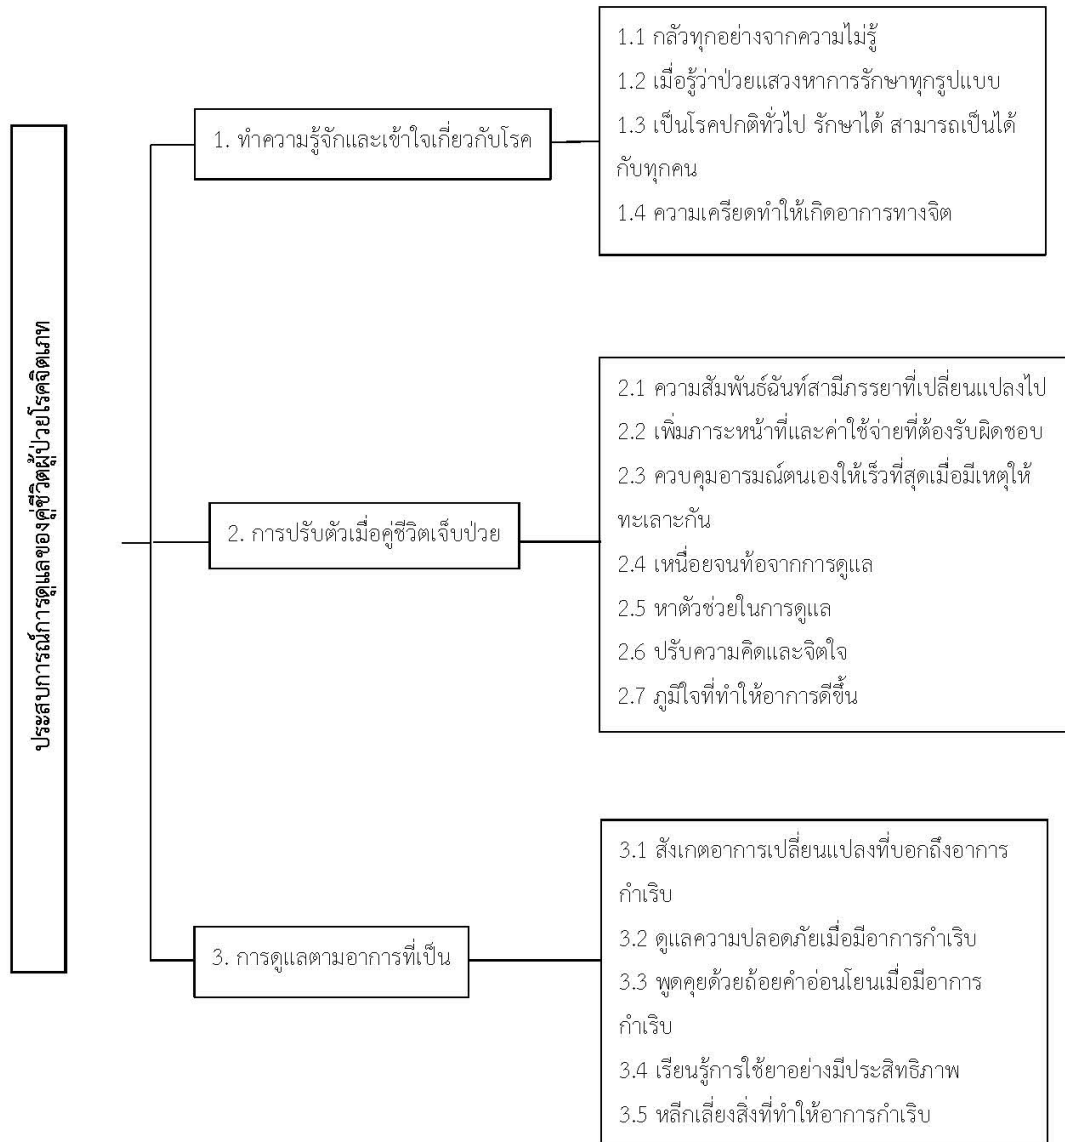 ประสบการณ์การดูแลของคู่ชีวิตผู้ป่วยโรคจิตเภท
1. ทำความรู้จักและเข้าใจเกี่ยวกับโรค
1.1 กลัวทุกอย่างจากความไม่รู้
1.2 เมื่อรู้ว่าป่วยแสวงหาการรักษาทุกรูปแบบ
1.3 เป็นโรคปกติทั่วไป รักษาได้ สามารถเป็นได้
กับทุกคน
1.4 ความเครียดทำให้เกิดอาการทางจิต
2. การปรับตัวเมื่อคู่ชีวิตเจ็บป่วย
2.1 ความสัมพันธ์ฉันท์สามีภรรยาที่เปลี่ยนแปลงไป
2.2 เพิ่มภาระหน้าที่และค่าใช้จ่ายที่ต้องรับผิดชอบ
2.3 ควบคุมอารมณ์ตนเองให้เร็วที่สุดเมื่อมีเหตุให้
ทะเลาะกัน
2.4 เหนื่อยจนท้อจากการดูแล
2.5 หาตัวช่วยในการดูแล
2.6 ปรับความคิดและจิตใจ
2.7 ภูมิใจที่ทำให้อาการดีขึ้น
3. การดูแลตามอาการที่เป็น
3.1 สังเกตอาการเปลี่ยนแปลงที่บอกถึงอาการ
กำเริบ
3.2 ดูแลความปลอดภัยเมื่อมีอาการกำเริบ
3.3 พูดคุยด้วยถ้อยคำอ่อนโยนเมื่อมีอาการ
กำเริบ
3.4 เรียนรู้การใช้ยาอย่างมีประสิทธิภาพ
3.5 หลีกเลี่ยงสิ่งที่ทำให้อาการกำเริบ